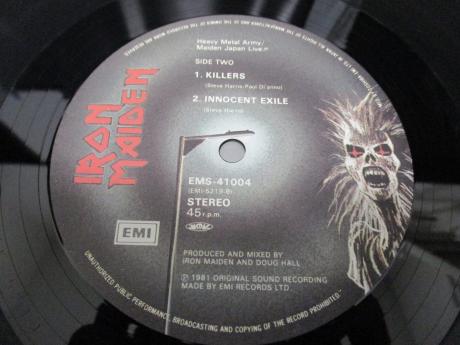 Heavy Metal Army/
Maiden Japan Live!!
SIDE TWO
1. KILLERS
(Steve Harris-Paul Di'anno)
2. INNOCENT EXILE
(Steve Harris)
IRON
MAIDEN
EMS-41004
(EMI-5219-B)
STEREO
45 r.p.m.
EMI
PRODUCED AND MIXED BY
IRON MAIDEN AND DOUG HALL
℗ 1981 ORIGINAL SOUND RECORDING
MADE BY EMI RECORDS LTD.
UNAUTHORIZED PUBLIC PERFORMANCE, BROADCASTING AND COPYING OF THE RECORD PROHIBITED.